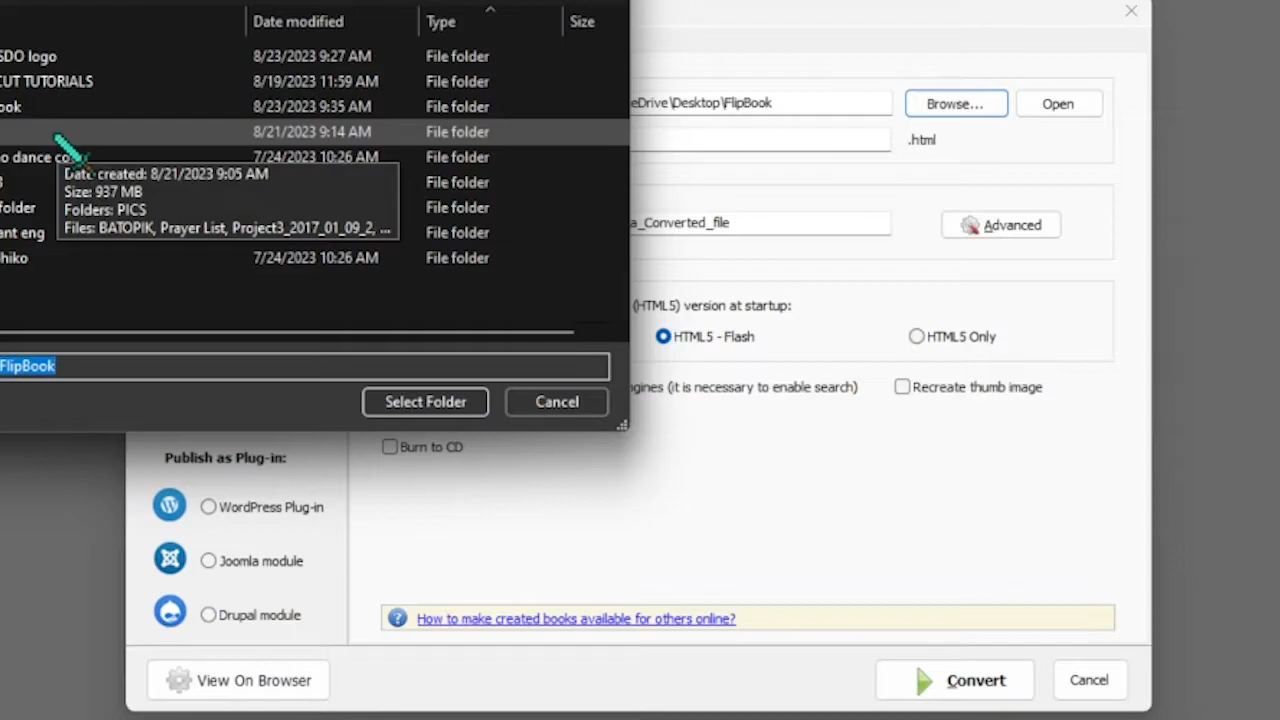 Date modified Type Size
SDO logo 8/23/2023 9:27 AM File folder
CUT TUTORIALS 8/19/2023 11:59 AM File folder
ook 8/23/2023 9:35 AM File folder
8/21/2023 9:14 AM File folder
o dance co 7/24/2023 10:26 AM File folder
Date created: 8/21/2023 9:05 AM
Size: 937 MB
Folders: PICS
Files: BATOPIK, Prayer List, Project3_2017_01_09_2, ...
3 File folder
folder File folder
ant eng File folder
hiko 7/24/2023 10:26 AM File folder
FlipBook
Select Folder Cancel
eDrive\Desktop\FlipBook Browse... Open
.html
a_Converted_file Advanced
(HTML5) version at startup:
HTML5 - Flash HTML5 Only
ngines (it is necessary to enable search) Recreate thumb image
Burn to CD
Publish as Plug-in:
WordPress Plug-in
Joomla module
Drupal module
How to make created books available for others online?
View On Browser Convert Cancel